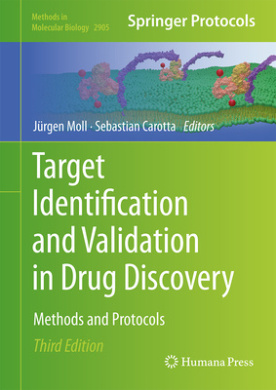 Methods in
Molecular Biology 2905
Springer Protocols
Jürgen Moll · Sebastian Carotta Editors
Target
Identification
and Validation
in Drug Discovery
Methods and Protocols
Third Edition
Humana Press